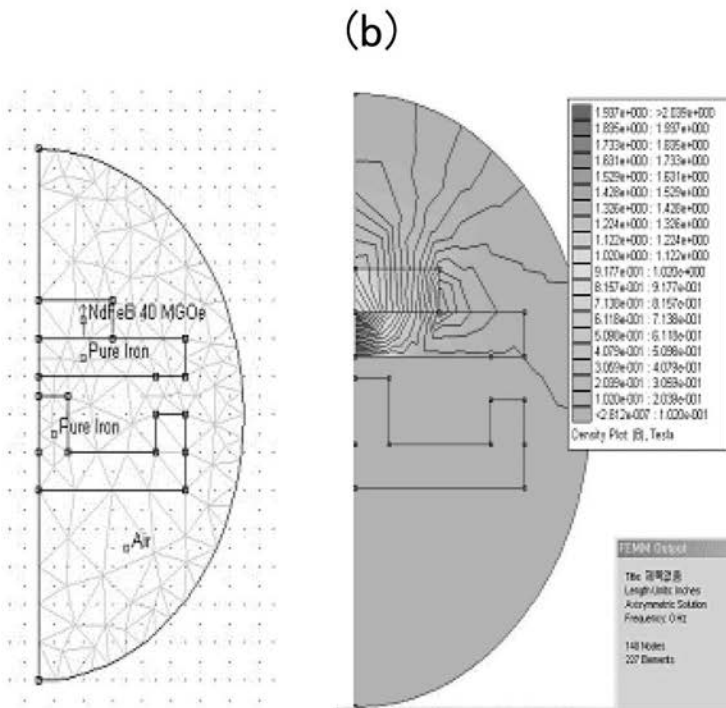 (b)
NdFeB 40 MGOe
Pure Iron
Pure Iron
Air
1.937e+000 : >2.039e+000
1.835e+000 : 1.937e+000
1.733e+000 : 1.835e+000
1.631e+000 : 1.733e+000
1.529e+000 : 1.631e+000
1.428e+000 : 1.529e+000
1.326e+000 : 1.428e+000
1.224e+000 : 1.326e+000
1.122e+000 : 1.224e+000
1.020e+000 : 1.122e+000
9.177e-001 : 1.020e+000
8.157e-001 : 9.177e-001
7.138e-001 : 8.157e-001
6.118e-001 : 7.138e-001
5.098e-001 : 6.118e-001
4.079e-001 : 5.098e-001
3.059e-001 : 4.079e-001
2.039e-001 : 3.059e-001
1.020e-001 : 2.039e-001
<2.812e-007 : 1.020e-001
Density Plot: |B|, Tesla
FEMM Output
Title: 제목없음
Length Units: Inches
Axisymmetric Solution
Frequency: 0 Hz
148 Nodes
237 Elements